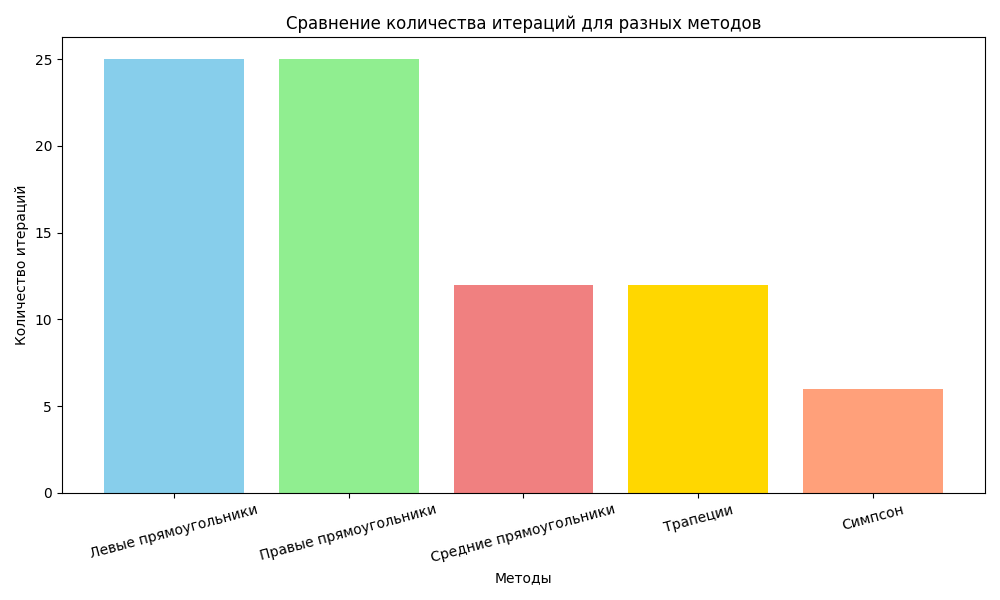 Сравнение количества итераций для разных методов
Количество итераций
25
20
15
10
5
0
Левые прямоугольники
Правые прямоугольники
Средние прямоугольники
Трапеции
Симпсон
Методы